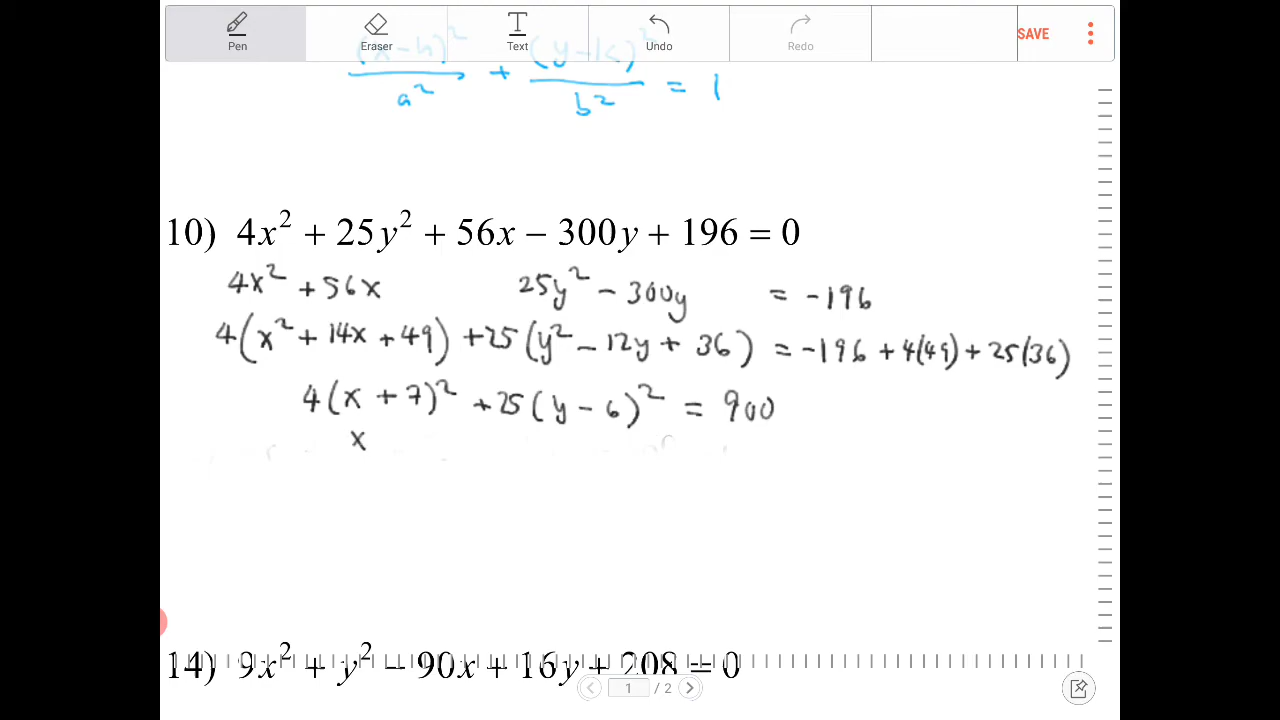 Pen Eraser Text Undo Redo SAVE
(x-h)² / a² + (y-k)² / b² = 1
10) 4x² + 25y² + 56x − 300y + 196 = 0
4x² + 56x 25y² - 300y = -196
4(x² + 14x + 49) + 25(y² - 12y + 36) = -196 + 4(49) + 25(36)
4(x + 7)² + 25(y - 6)² = 900
x
14) 9x² + y² − 90x + 16y + 208 = 0
1 / 2